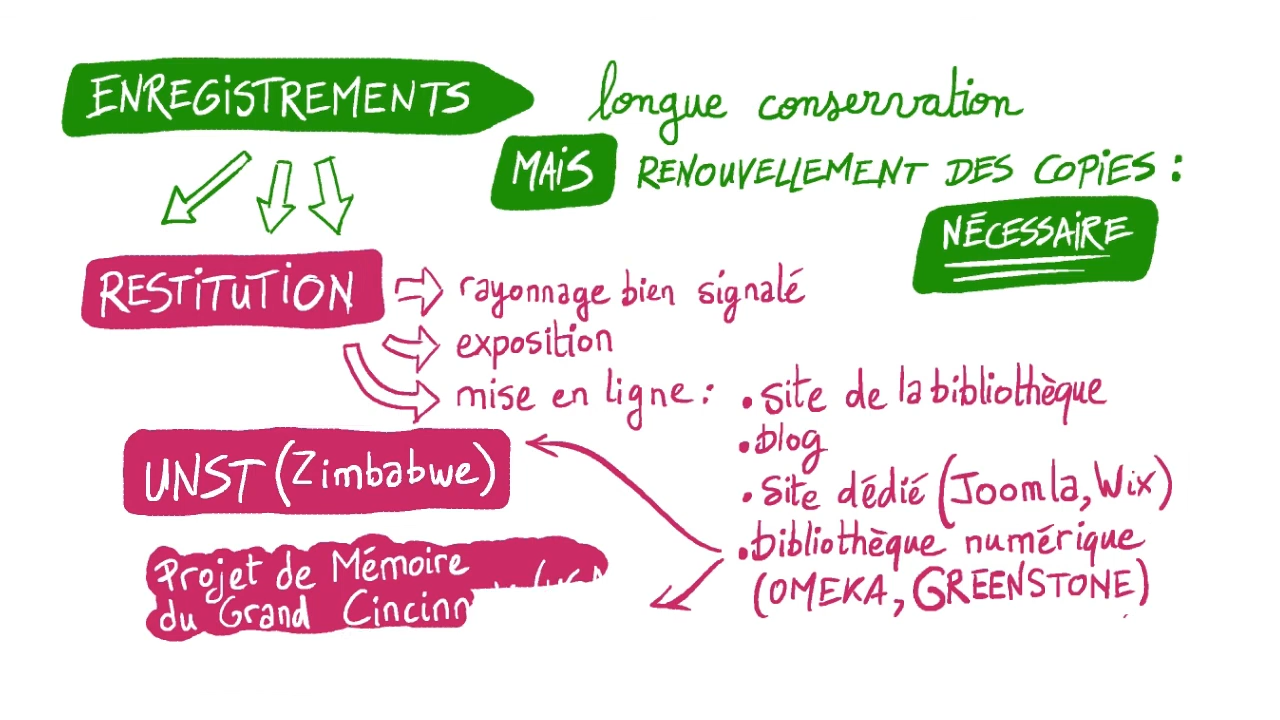 ENREGISTREMENTS
longue conservation
MAIS RENOUVELLEMENT DES COPIES :
NÉCESSAIRE
RESTITUTION
rayonnage bien signalé
exposition
mise en ligne :
• site de la bibliothèque
• blog
• site dédié (Joomla, Wix)
• bibliothèque numérique
(OMEKA, GREENSTONE)
UNST (Zimbabwe)
Projet de Mémoire
du Grand